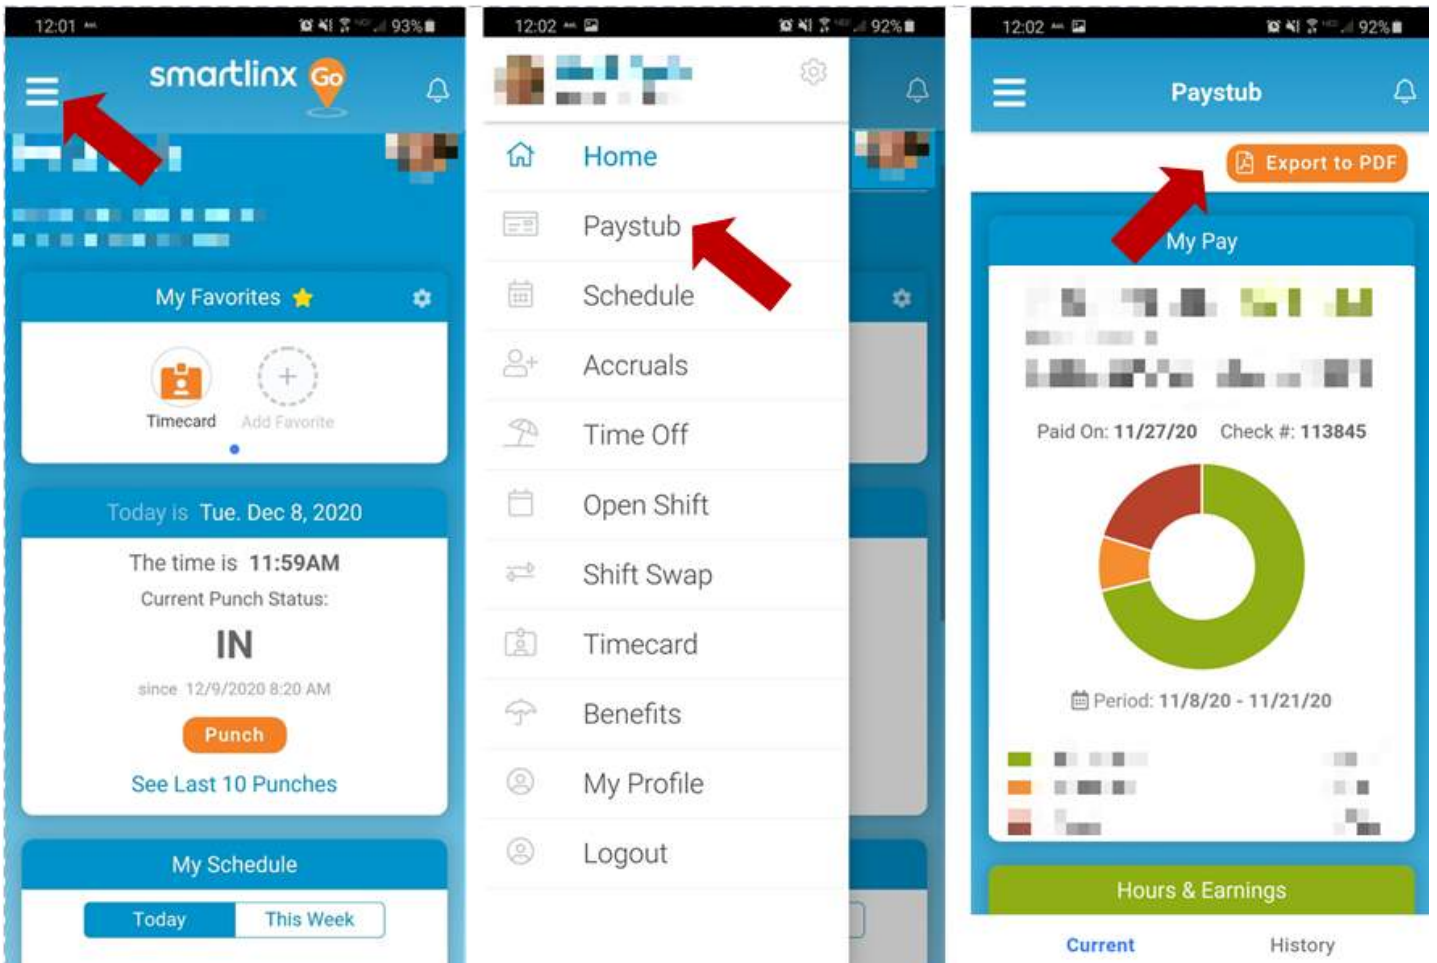 12:01
93%
smartlinx Go
My Favorites
Timecard
Add Favorite
Today is Tue. Dec 8, 2020
The time is 11:59AM
Current Punch Status:
IN
since 12/9/2020 8:20 AM
Punch
See Last 10 Punches
My Schedule
Today This Week
12:02
92%
Home
Paystub
Schedule
Accruals
Time Off
Open Shift
Shift Swap
Timecard
Benefits
My Profile
Logout
12:02
92%
Paystub
Export to PDF
My Pay
Paid On: 11/27/20 Check #: 113845
Period: 11/8/20 - 11/21/20
Hours & Earnings
Current History